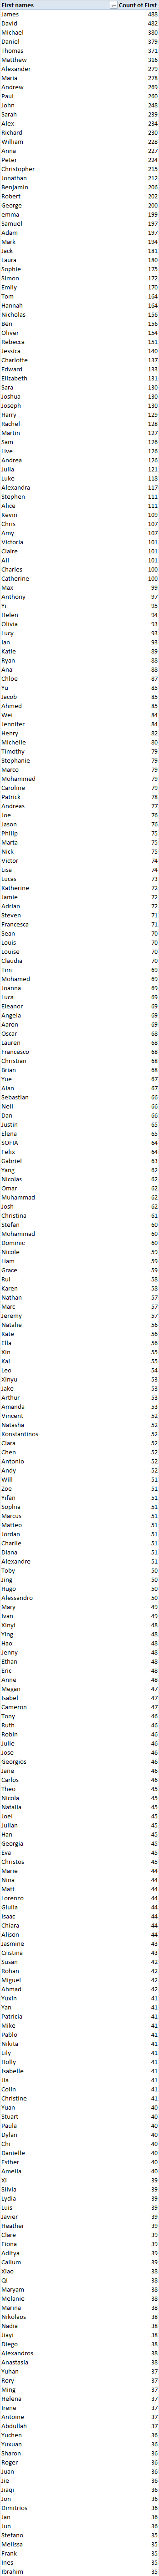 First names Count of First
James 488
David 482
Michael 380
Daniel 379
Thomas 371
Matthew 316
Alexander 279
Maria 278
Andrew 269
Paul 260
John 248
Sarah 239
Alex 234
Richard 230
William 228
Anna 227
Peter 224
Christopher 215
Jonathan 212
Benjamin 206
Robert 202
George 200
emma 199
Samuel 197
Adam 197
Mark 194
Jack 181
Laura 180
Sophie 175
Simon 172
Emily 170
Tom 164
Hannah 164
Nicholas 156
Ben 156
Oliver 154
Rebecca 151
Jessica 140
Charlotte 137
Edward 133
Elizabeth 131
Sara 130
Joshua 130
Joseph 130
Harry 129
Rachel 128
Martin 127
Sam 126
Live 126
Andrea 126
Julia 121
Luke 118
Alexandra 117
Stephen 111
Alice 111
Kevin 109
Chris 107
Amy 107
Victoria 101
Claire 101
Ali 101
Charles 100
Catherine 100
Max 99
Anthony 97
Yi 95
Helen 94
Olivia 93
Lucy 93
Ian 93
Katie 89
Ryan 88
Ana 88
Chloe 87
Yu 85
Jacob 85
Ahmed 85
Wei 84
Jennifer 84
Henry 82
Michelle 80
Timothy 79
Stephanie 79
Marco 79
Mohammed 79
Caroline 79
Patrick 78
Andreas 77
Joe 76
Jason 76
Philip 75
Marta 75
Nick 75
Victor 74
Lisa 74
Lucas 73
Katherine 72
Jamie 72
Adrian 72
Steven 71
Francesca 71
Sean 70
Louis 70
Louise 70
Claudia 70
Tim 69
Mohamed 69
Joanna 69
Luca 69
Eleanor 69
Angela 69
Aaron 69
Oscar 68
Lauren 68
Francesco 68
Christian 68
Brian 68
Yue 67
Alan 67
Sebastian 66
Neil 66
Dan 66
Justin 65
Elena 65
SOFIA 64
Felix 64
Gabriel 63
Yang 62
Nicolas 62
Omar 62
Muhammad 62
Josh 62
Christina 61
Stefan 60
Mohammad 60
Dominic 60
Nicole 59
Liam 59
Grace 59
Rui 58
Karen 58
Nathan 57
Marc 57
Jeremy 57
Natalie 56
Kate 56
Ella 56
Xin 55
Kai 55
Leo 54
Xinyu 53
Jake 53
Arthur 53
Amanda 53
Vincent 52
Natasha 52
Konstantinos 52
Clara 52
Chen 52
Antonio 52
Andy 52
Will 51
Zoe 51
Yifan 51
Sophia 51
Marcus 51
Matteo 51
Jordan 51
Charlie 51
Diana 51
Alexandre 51
Toby 50
Jing 50
Hugo 50
Alessandro 50
Mary 49
Ivan 49
Xinyi 48
Ying 48
Hao 48
Jenny 48
Ethan 48
Eric 48
Anne 48
Megan 47
Isabel 47
Cameron 47
Tony 46
Ruth 46
Robin 46
Julie 46
Jose 46
Georgios 46
Jane 46
Carlos 46
Theo 45
Nicola 45
Natalia 45
Joel 45
Julian 45
Han 45
Georgia 45
Eva 45
Christos 45
Marie 44
Nina 44
Matt 44
Lorenzo 44
Giulia 44
Isaac 44
Chiara 44
Alison 44
Jasmine 43
Cristina 43
Susan 42
Rohan 42
Miguel 42
Ahmad 42
Yuxin 41
Yan 41
Patricia 41
Mike 41
Pablo 41
Nikita 41
Lily 41
Holly 41
Isabelle 41
Jia 41
Colin 41
Christine 41
Yuan 40
Stuart 40
Paula 40
Dylan 40
Chi 40
Danielle 40
Esther 40
Amelia 40
Xi 39
Silvia 39
Lydia 39
Luis 39
Javier 39
Heather 39
Clare 39
Fiona 39
Aditya 39
Callum 39
Xiao 38
Qi 38
Maryam 38
Melanie 38
Marina 38
Nikolaos 38
Nadia 38
Jiayi 38
Diego 38
Alexandros 38
Anastasia 38
Yuhan 37
Rory 37
Ming 37
Helena 37
Irene 37
Antoine 37
Abdullah 37
Yuchen 36
Yuxuan 36
Sharon 36
Roger 36
Juan 36
Jie 36
Jiaqi 36
Jon 36
Dimitrios 36
Jan 36
Jun 36
Stefano 35
Melissa 35
Frank 35
Ines 35
Ibrahim 35